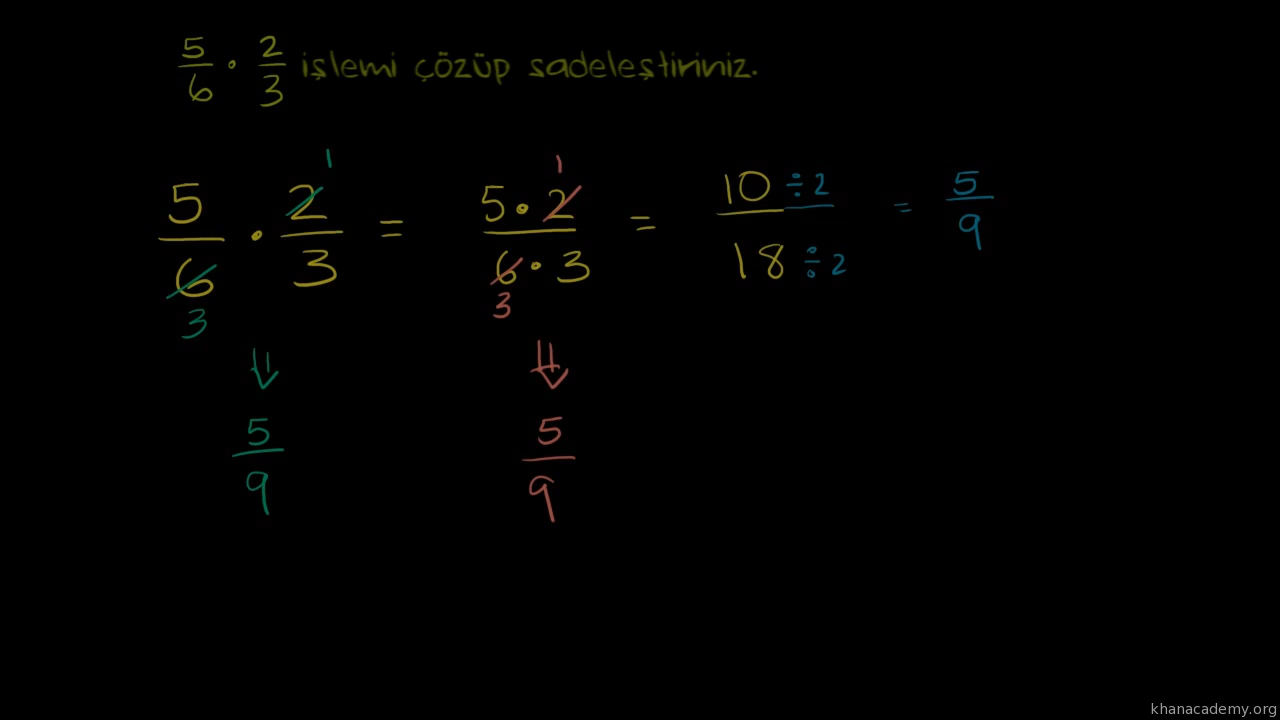 5/6 · 2/3 işlemi çözüp sadeleştiriniz.
5/6 · 2/3 = 5·2/6·3 = 10÷2/18÷2 = 5/9
1 1
3 3
⇓ ⇓
5/9 5/9
khanacademy.org